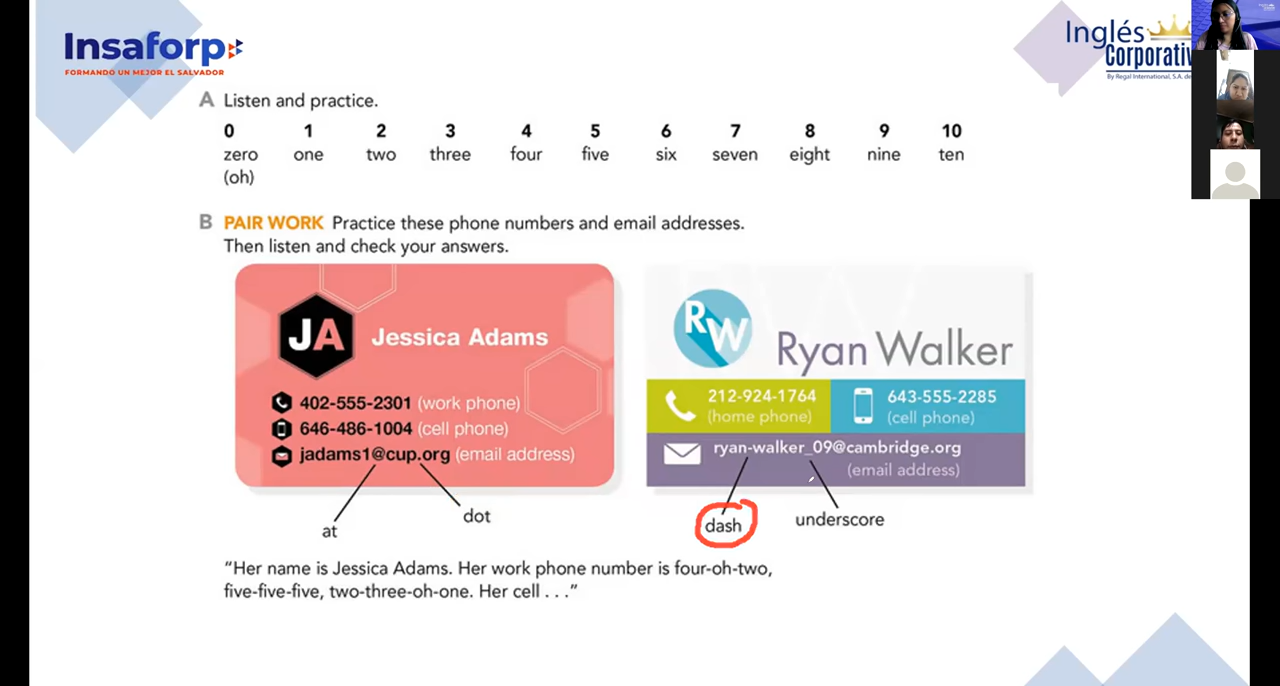 Insaforp
FORMANDO UN MEJOR EL SALVADOR
Inglés
Corporativ
By Regal International, S.A. de
A Listen and practice.
0 1 2 3 4 5 6 7 8 9 10
zero one two three four five six seven eight nine ten
(oh)
B PAIR WORK Practice these phone numbers and email addresses.
Then listen and check your answers.
JA
Jessica Adams
402-555-2301 (work phone)
646-486-1004 (cell phone)
jadams1@cup.org (email address)
at
dot
RW
Ryan Walker
212-924-1764
(home phone)
643-555-2285
(cell phone)
ryan-walker_09@cambridge.org
(email address)
dash
underscore
“Her name is Jessica Adams. Her work phone number is four-oh-two,
five-five-five, two-three-oh-one. Her cell . . .”